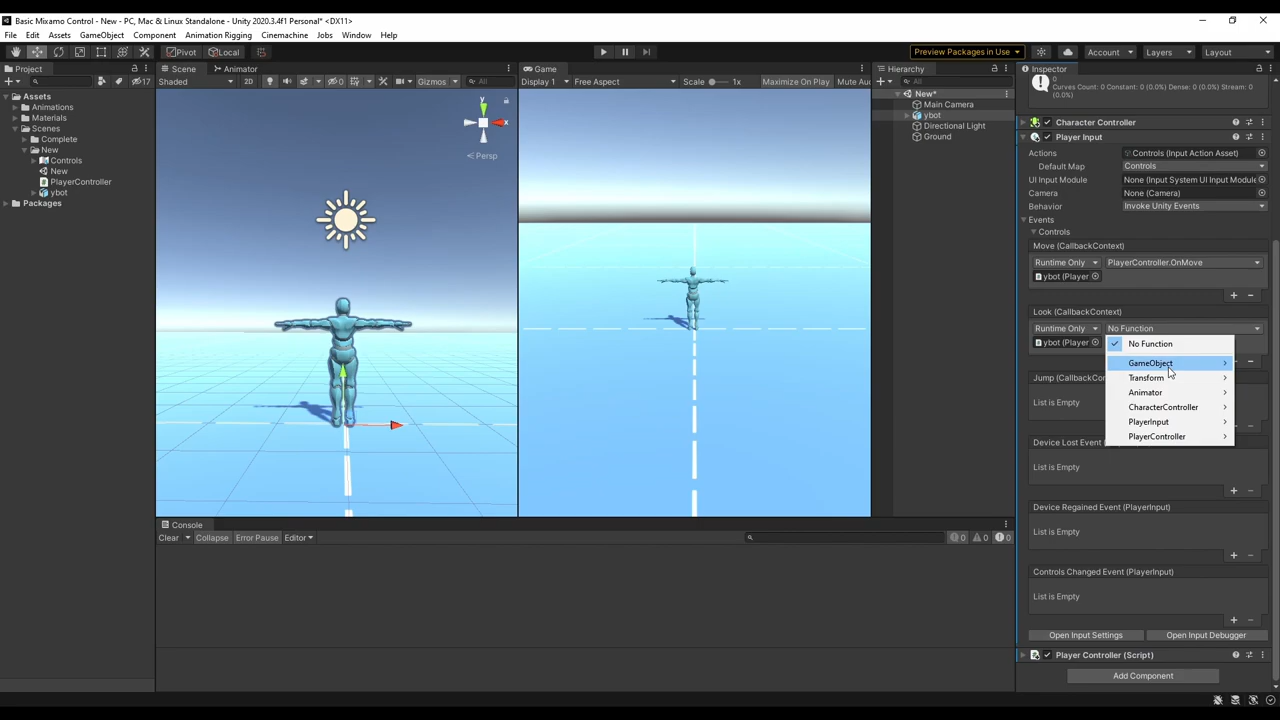 Basic Mixamo Control - New - PC, Mac & Linux Standalone - Unity 2020.3.4f1 Personal* <DX11>
File Edit Assets GameObject Component Animation Rigging Cinemachine Jobs Window Help
Pivot Local Preview Packages in Use Account Layers Layout
Project Scene Animator Game Hierarchy Inspector
17 Shaded 2D 0 Gizmos All Display 1 Free Aspect Scale 1x Maximize On Play Mute Au All
0
Curves Count: 0 Constant: 0 (0.0%) Dense: 0 (0.0%) Stream: 0
(0.0%)
Assets
Animations
Materials
Scenes
Complete
New
Controls
New
PlayerController
ybot
Packages
x
y
Persp
New*
Main Camera
ybot
Directional Light
Ground
Character Controller
Player Input
Actions Controls (Input Action Asset)
Default Map Controls
UI Input Module None (Input System UI Input Module
Camera None (Camera)
Behavior Invoke Unity Events
Events
Controls
Move (CallbackContext)
Runtime Only PlayerController.OnMove
ybot (Player
Look (CallbackContext)
Runtime Only No Function
ybot (Player
No Function
GameObject
Transform
Animator
CharacterController
PlayerInput
PlayerController
Jump (CallbackCon
List is Empty
Device Lost Event (
List is Empty
Device Regained Event (PlayerInput)
List is Empty
Controls Changed Event (PlayerInput)
List is Empty
Open Input Settings Open Input Debugger
Player Controller (Script)
Add Component
Console
Clear Collapse Error Pause Editor 0 0 0